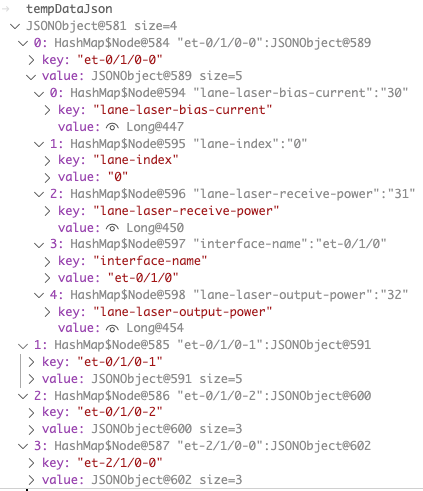 tempDataJson
JSONObject@581 size=4
0: HashMap$Node@584 "et-0/1/0-0":JSONObject@589
key: "et-0/1/0-0"
value: JSONObject@589 size=5
0: HashMap$Node@594 "lane-laser-bias-current":"30"
key: "lane-laser-bias-current"
value: Long@447
1: HashMap$Node@595 "lane-index":"0"
key: "lane-index"
value: "0"
2: HashMap$Node@596 "lane-laser-receive-power":"31"
key: "lane-laser-receive-power"
value: Long@450
3: HashMap$Node@597 "interface-name":"et-0/1/0"
key: "interface-name"
value: "et-0/1/0"
4: HashMap$Node@598 "lane-laser-output-power":"32"
key: "lane-laser-output-power"
value: Long@454
1: HashMap$Node@585 "et-0/1/0-1":JSONObject@591
key: "et-0/1/0-1"
value: JSONObject@591 size=5
2: HashMap$Node@586 "et-0/1/0-2":JSONObject@600
key: "et-0/1/0-2"
value: JSONObject@600 size=3
3: HashMap$Node@587 "et-2/1/0-0":JSONObject@602
key: "et-2/1/0-0"
value: JSONObject@602 size=3